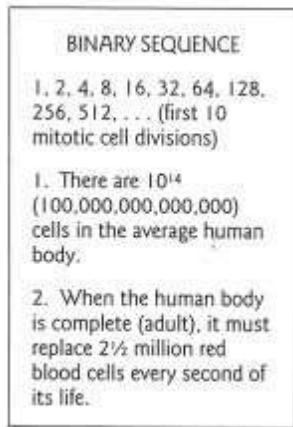 BINARY SEQUENCE
1, 2, 4, 8, 16, 32, 64, 128,
256, 512, . . . (first 10
mitotic cell divisions)
1. There are 10¹⁴
(100,000,000,000,000)
cells in the average human
body.
2. When the human body
is complete (adult), it must
replace 2½ million red
blood cells every second of
its life.